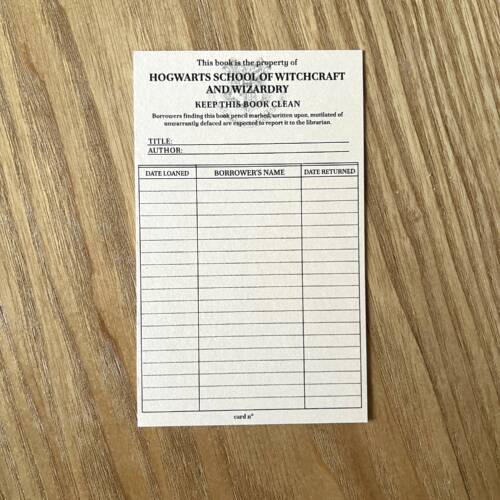 This book is the property of
HOGWARTS SCHOOL OF WITCHCRAFT
AND WIZARDRY
KEEP THIS BOOK CLEAN
Borrowers finding this book pencil marked, written upon, mutilated of
unwarrantly defaced are expected to report it to the librarian.
TITLE:
AUTHOR:
DATE LOANED BORROWER'S NAME DATE RETURNED
card n°